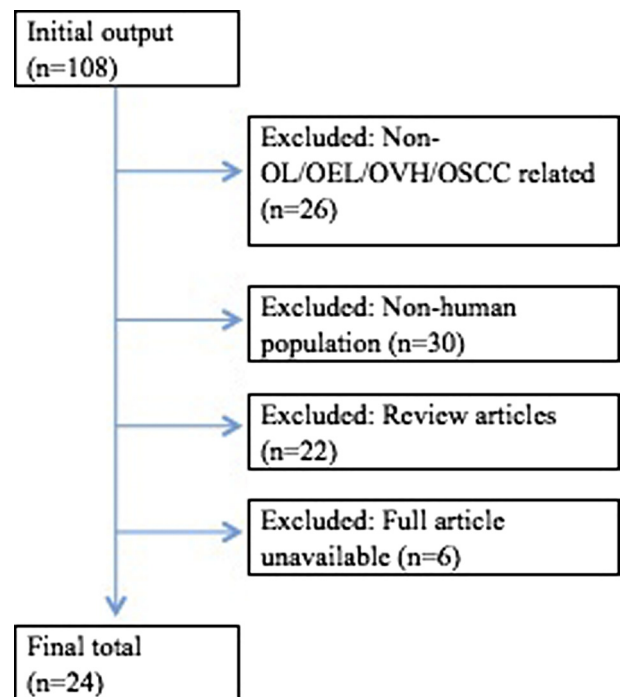 Initial output
(n=108)
Excluded: Non-
OL/OEL/OVH/OSCC related
(n=26)
Excluded: Non-human
population (n=30)
Excluded: Review articles
(n=22)
Excluded: Full article
unavailable (n=6)
Final total
(n=24)